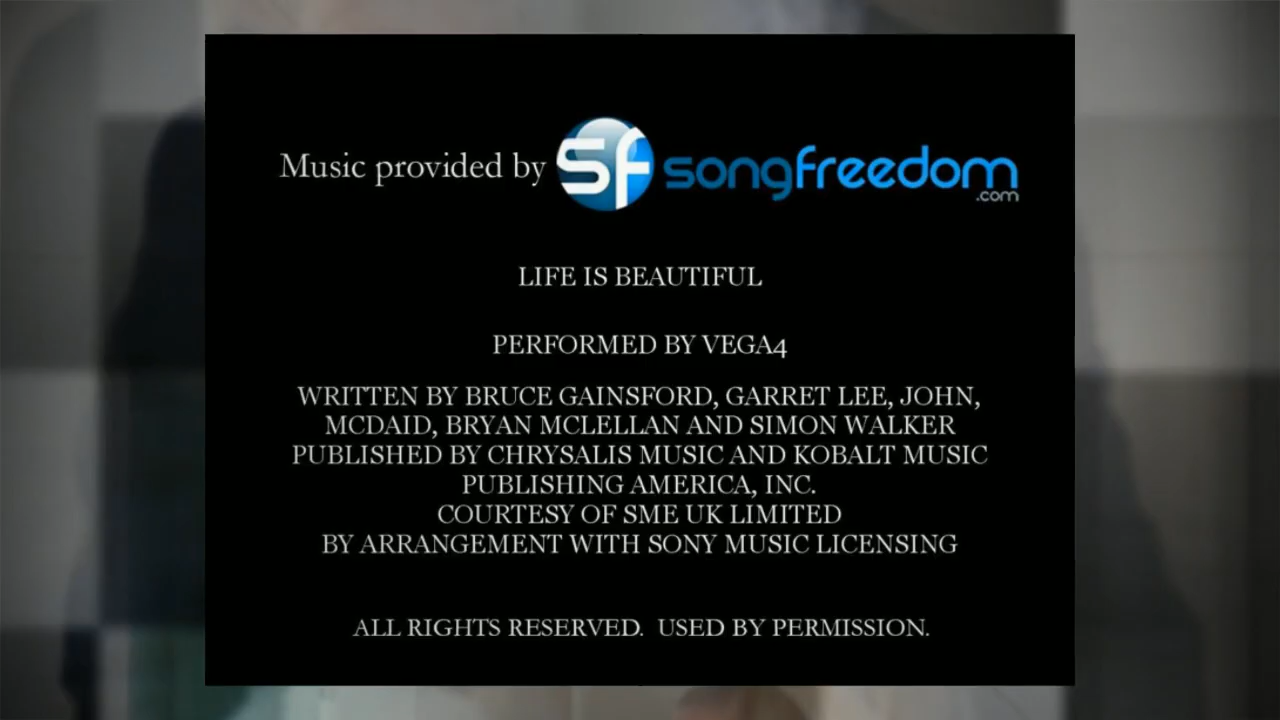 Music provided by SF songfreedom
.com
LIFE IS BEAUTIFUL
PERFORMED BY VEGA4
WRITTEN BY BRUCE GAINSFORD, GARRET LEE, JOHN,
MCDAID, BRYAN MCLELLAN AND SIMON WALKER
PUBLISHED BY CHRYSALIS MUSIC AND KOBALT MUSIC
PUBLISHING AMERICA, INC.
COURTESY OF SME UK LIMITED
BY ARRANGEMENT WITH SONY MUSIC LICENSING
ALL RIGHTS RESERVED.  USED BY PERMISSION.